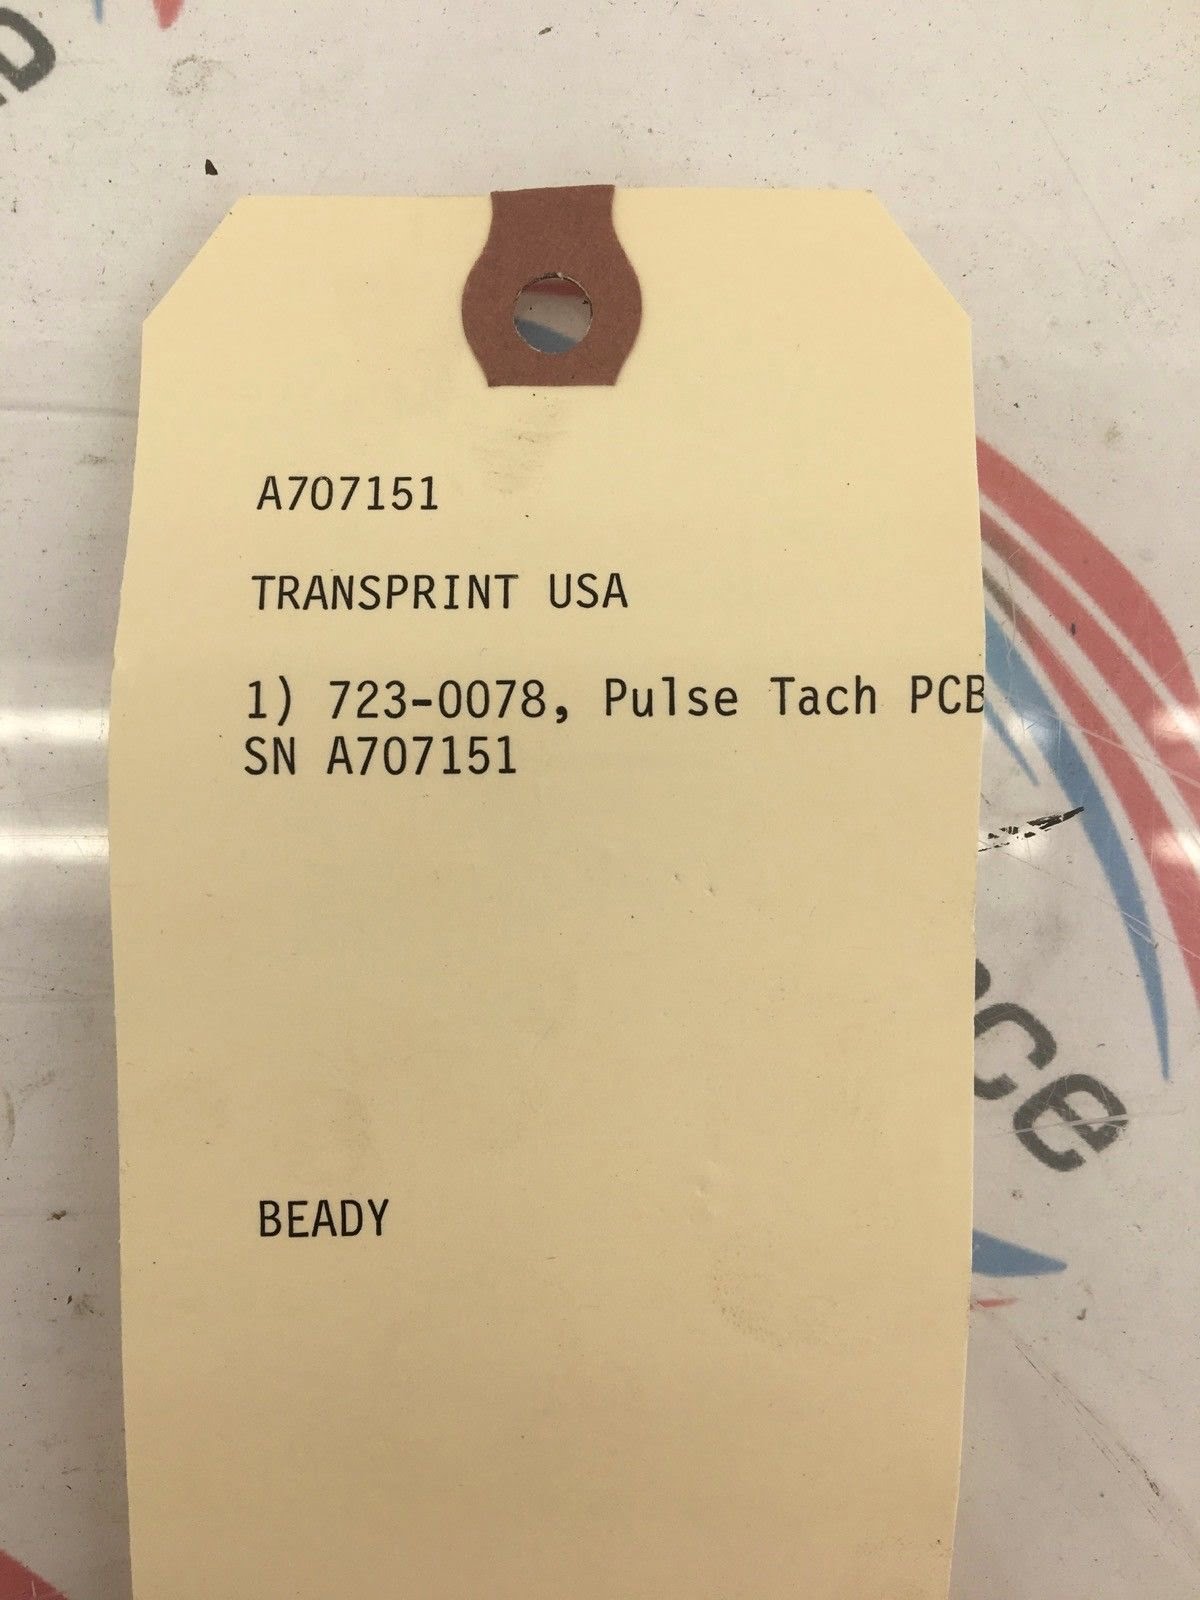 A707151
TRANSPRINT USA
1) 723-0078, Pulse Tach PCB
SN A707151
BEADY